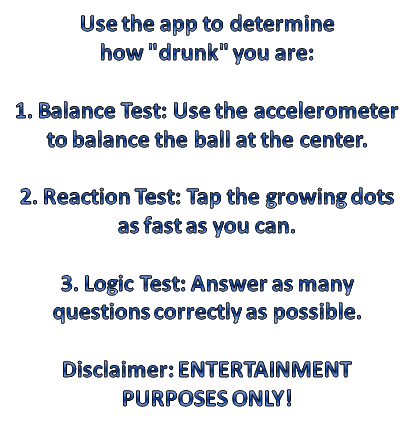 Use the app to determine
how "drunk" you are:
1. Balance Test: Use the accelerometer
to balance the ball at the center.
2. Reaction Test: Tap the growing dots
as fast as you can.
3. Logic Test: Answer as many
questions correctly as possible.
Disclaimer: ENTERTAINMENT
PURPOSES ONLY!